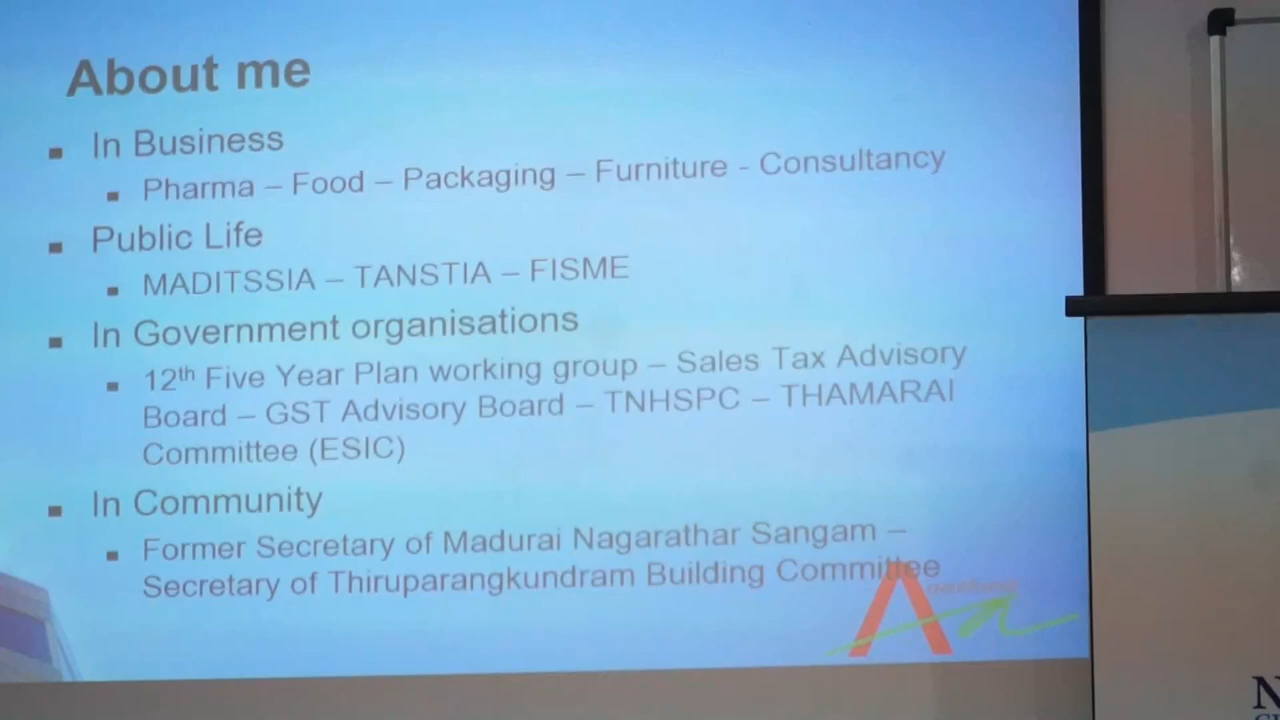 About me
In Business
Pharma – Food – Packaging – Furniture - Consultancy
Public Life
MADITSSIA – TANSTIA – FISME
In Government organisations
12th Five Year Plan working group – Sales Tax Advisory
Board – GST Advisory Board – TNHSPC – THAMARAI
Committee (ESIC)
In Community
Former Secretary of Madurai Nagarathar Sangam –
Secretary of Thiruparangkundram Building Committee